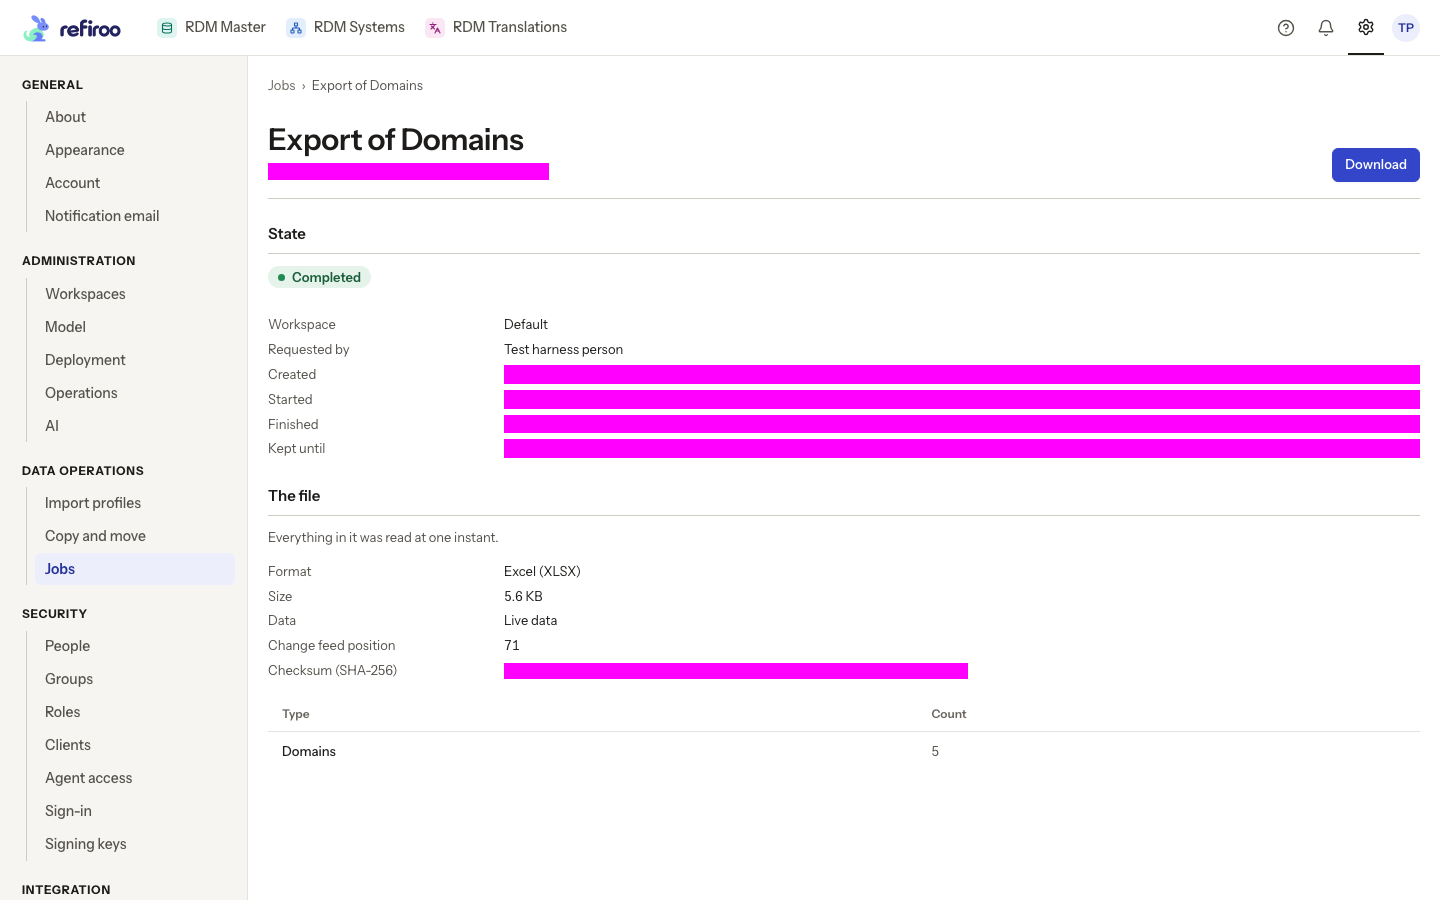 refiroo
RDM Master
RDM Systems
RDM Translations
TP
GENERAL
About
Appearance
Account
Notification email
ADMINISTRATION
Workspaces
Model
Deployment
Operations
AI
DATA OPERATIONS
Import profiles
Copy and move
Jobs
SECURITY
People
Groups
Roles
Clients
Agent access
Sign-in
Signing keys
INTEGRATION
Jobs › Export of Domains
Export of Domains
Download
State
Completed
Workspace Default
Requested by Test harness person
Created
Started
Finished
Kept until
The file
Everything in it was read at one instant.
Format Excel (XLSX)
Size 5.6 KB
Data Live data
Change feed position 71
Checksum (SHA-256)
Type Count
Domains 5